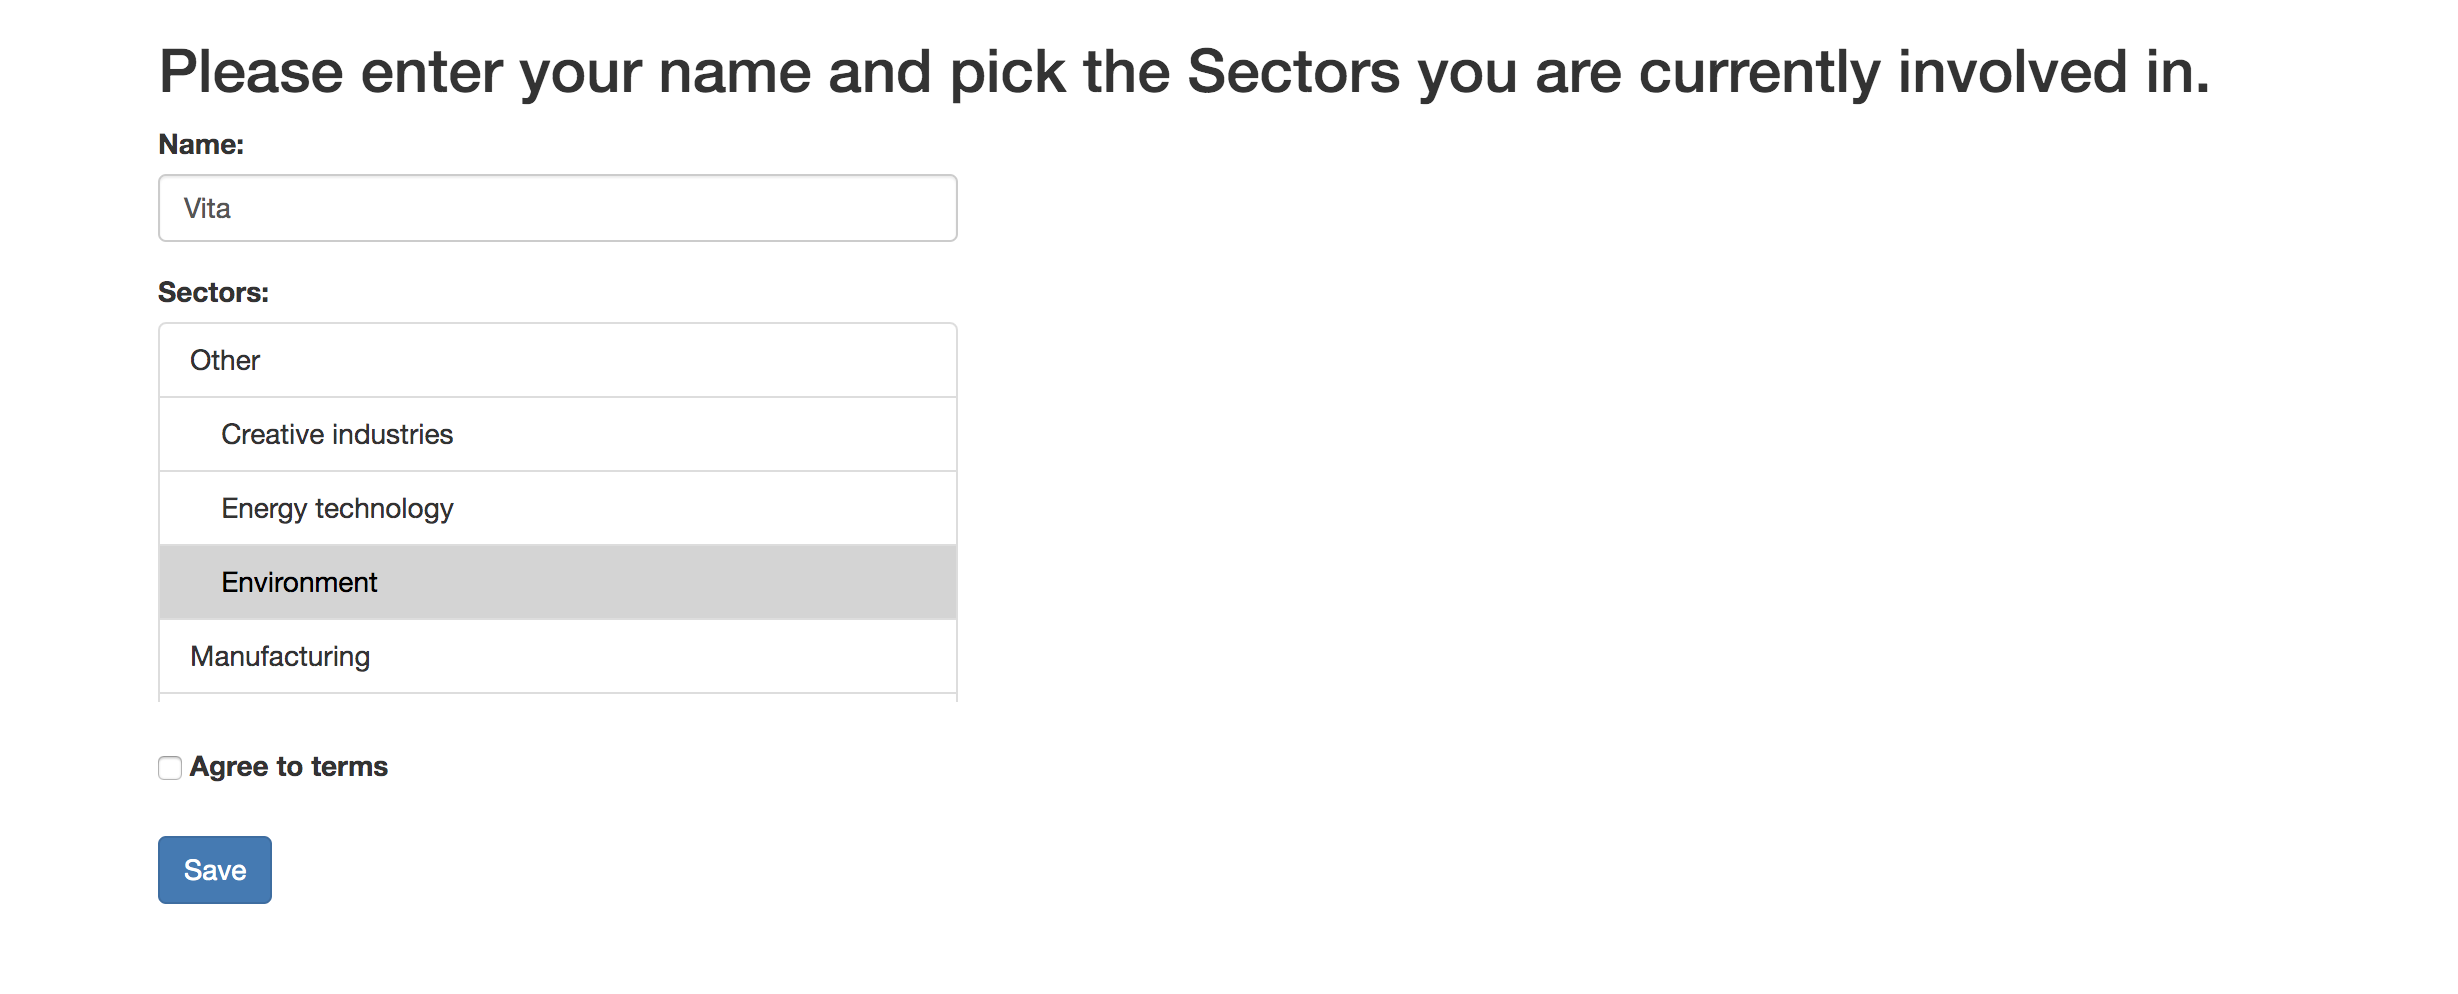 Please enter your name and pick the Sectors you are currently involved in.
Name:
Vita
Sectors:
Other
Creative industries
Energy technology
Environment
Manufacturing
Agree to terms
Save